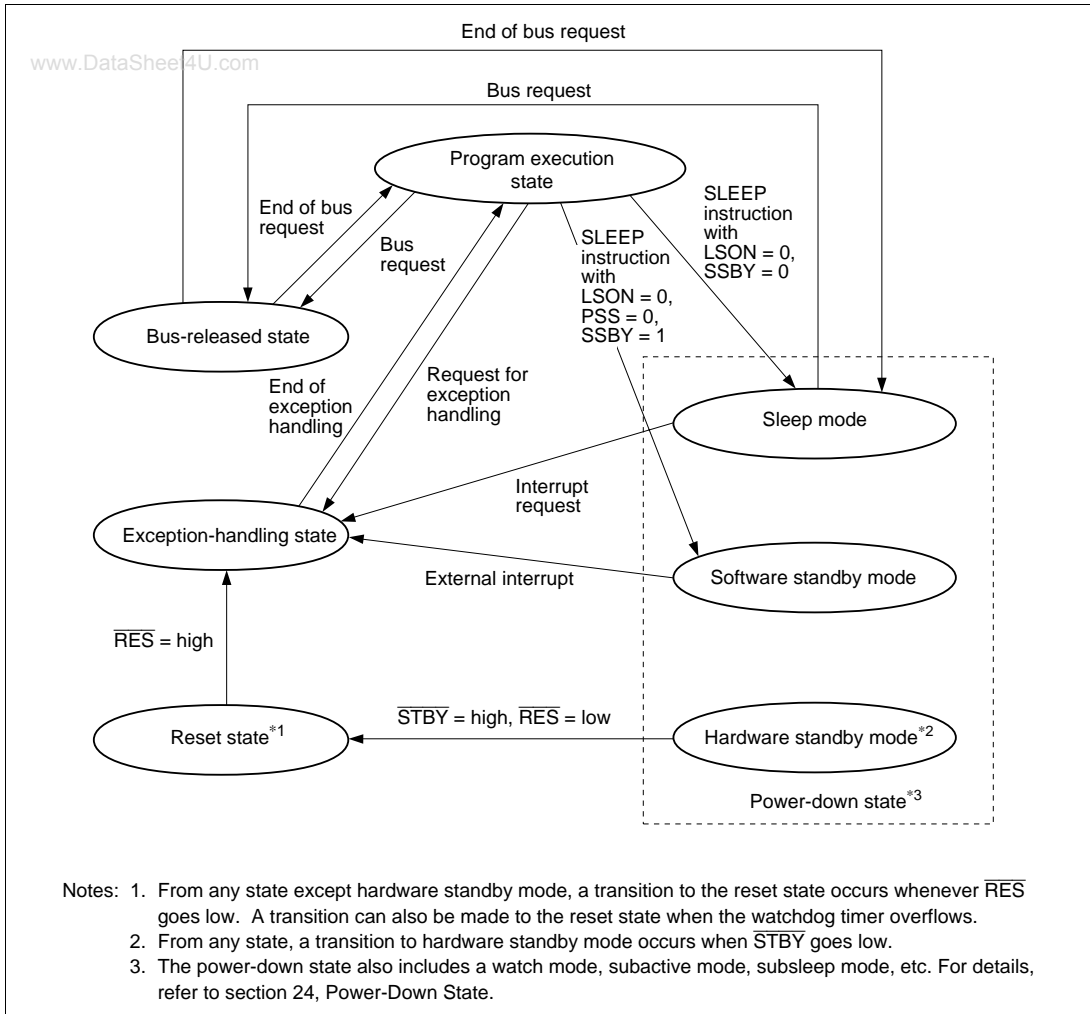 End of bus request
www.DataSheet4U.com
Bus request
Program execution
state
End of bus
request
Bus
request
SLEEP
instruction
with
LSON = 0,
PSS = 0,
SSBY = 1
SLEEP
instruction
with
LSON = 0,
SSBY = 0
Bus-released state
End of
exception
handling
Request for
exception
handling
Sleep mode
Interrupt
request
Exception-handling state
External interrupt
Software standby mode
R̅E̅S̅ = high
S̅T̅B̅Y̅ = high, R̅E̅S̅ = low
Reset state*1
Hardware standby mode*2
Power-down state*3
Notes: 1. From any state except hardware standby mode, a transition to the reset state occurs whenever R̅E̅S̅
goes low. A transition can also be made to the reset state when the watchdog timer overflows.
2. From any state, a transition to hardware standby mode occurs when S̅T̅B̅Y̅ goes low.
3. The power-down state also includes a watch mode, subactive mode, subsleep mode, etc. For details,
refer to section 24, Power-Down State.